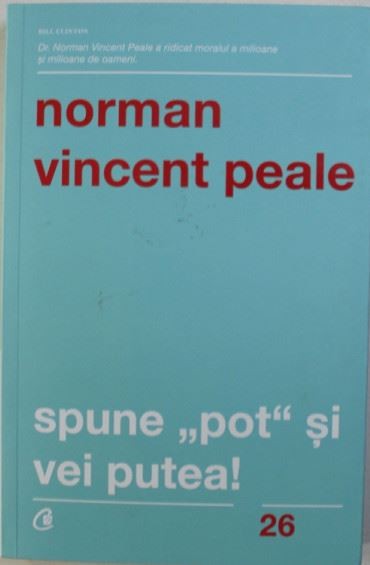 BILL CLINTON
Dr. Norman Vincent Peale a ridicat moralul a milioane
și milioane de oameni.
norman
vincent peale
spune „pot“ și
vei putea!
26